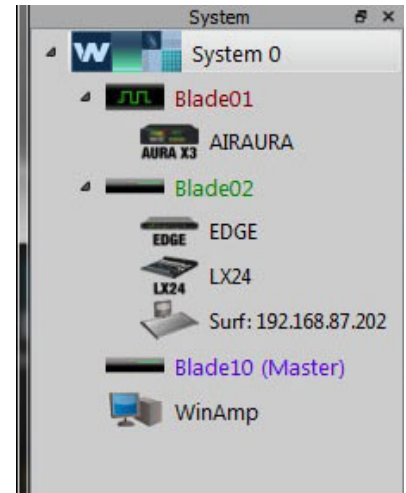 System
W System 0
Blade01
AURA X3 AIRAURA
Blade02
EDGE EDGE
LX24 LX24
Surf: 192.168.87.202
Blade10 (Master)
WinAmp